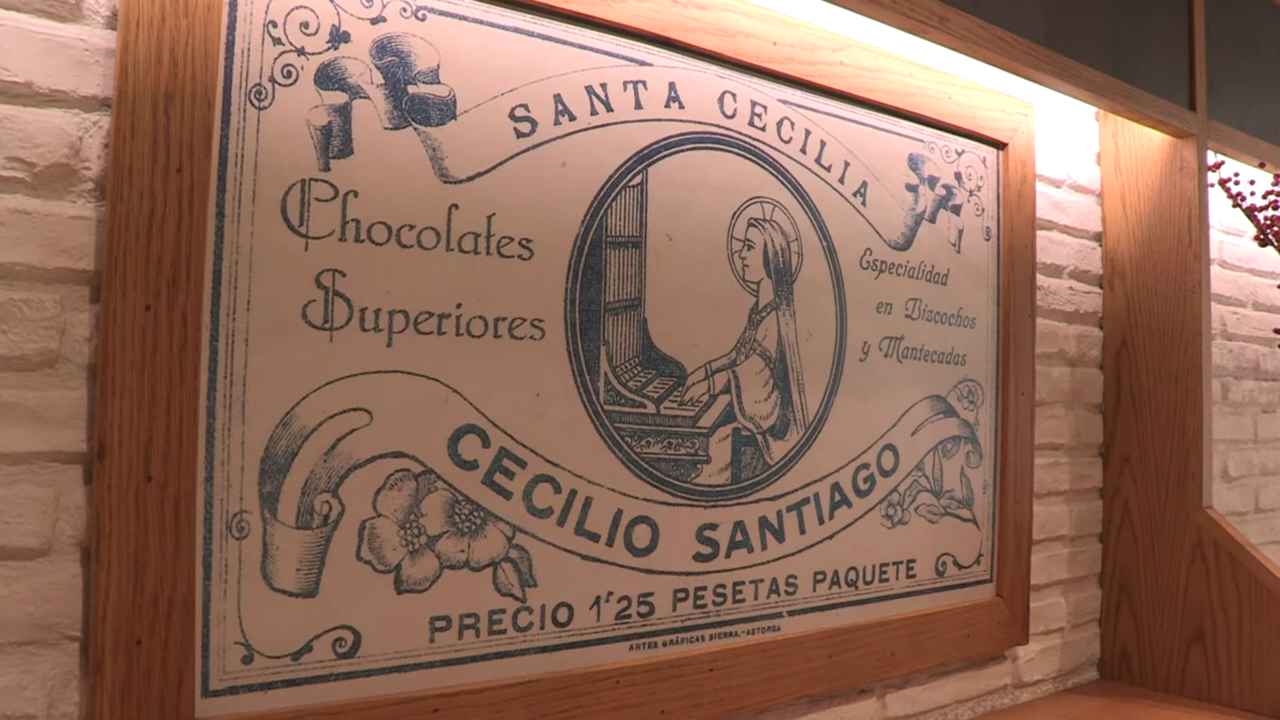 SANTA CECILIA
Chocolates
Superiores
Especialidad
en Bizcochos
y Mantecadas
CECILIO SANTIAGO
PRECIO 1'25 PESETAS PAQUETE
ARTES GRÁFICAS SIERRA.-ASTORGA